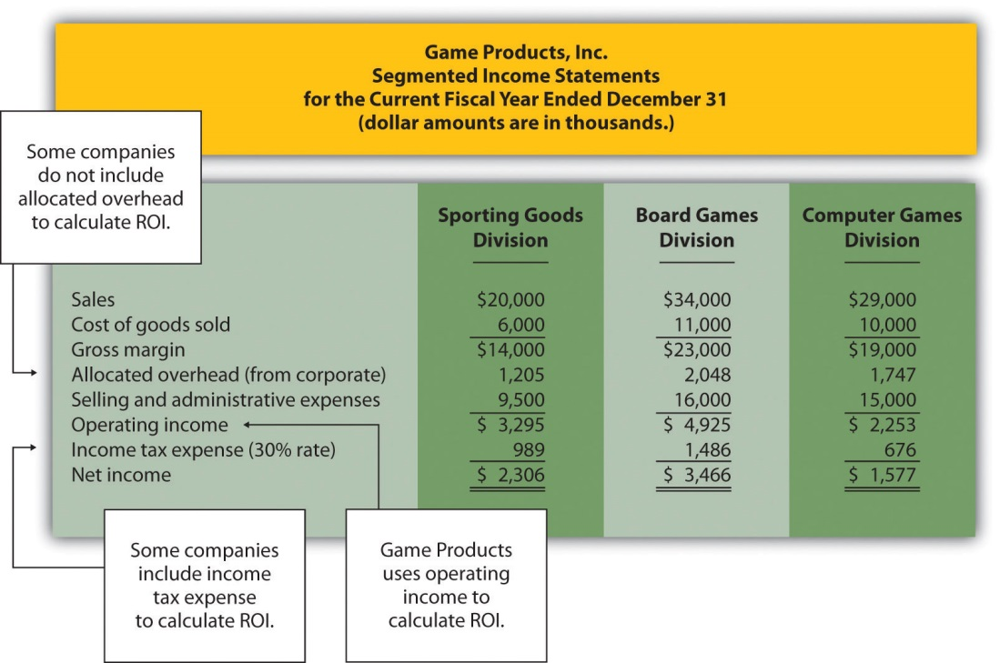 Game Products, Inc.
Segmented Income Statements
for the Current Fiscal Year Ended December 31
(dollar amounts are in thousands.)
Some companies
do not include
allocated overhead
to calculate ROI.
Sporting Goods Board Games Computer Games
Division Division Division
Sales $20,000 $34,000 $29,000
Cost of goods sold 6,000 11,000 10,000
Gross margin $14,000 $23,000 $19,000
Allocated overhead (from corporate) 1,205 2,048 1,747
Selling and administrative expenses 9,500 16,000 15,000
Operating income $ 3,295 $ 4,925 $ 2,253
Income tax expense (30% rate) 989 1,486 676
Net income $ 2,306 $ 3,466 $ 1,577
Some companies
include income
tax expense
to calculate ROI.
Game Products
uses operating
income to
calculate ROI.